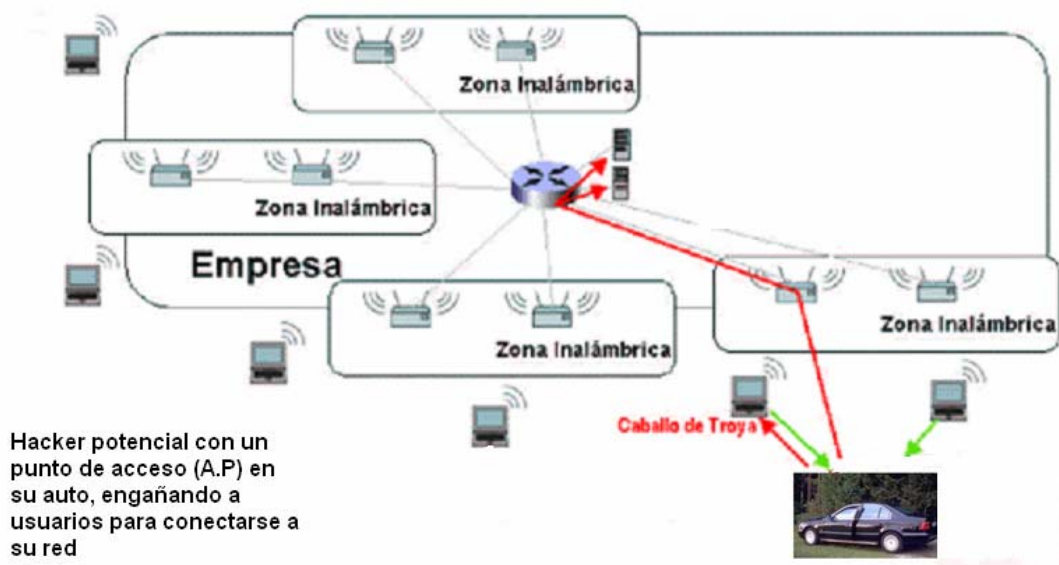 Zona Inalámbrica
Zona Inalámbrica
Empresa
Zona Inalámbrica
Zona Inalámbrica
Caballo de Troya
Hacker potencial con un
punto de acceso (A.P) en
su auto, engañando a
usuarios para conectarse a
su red